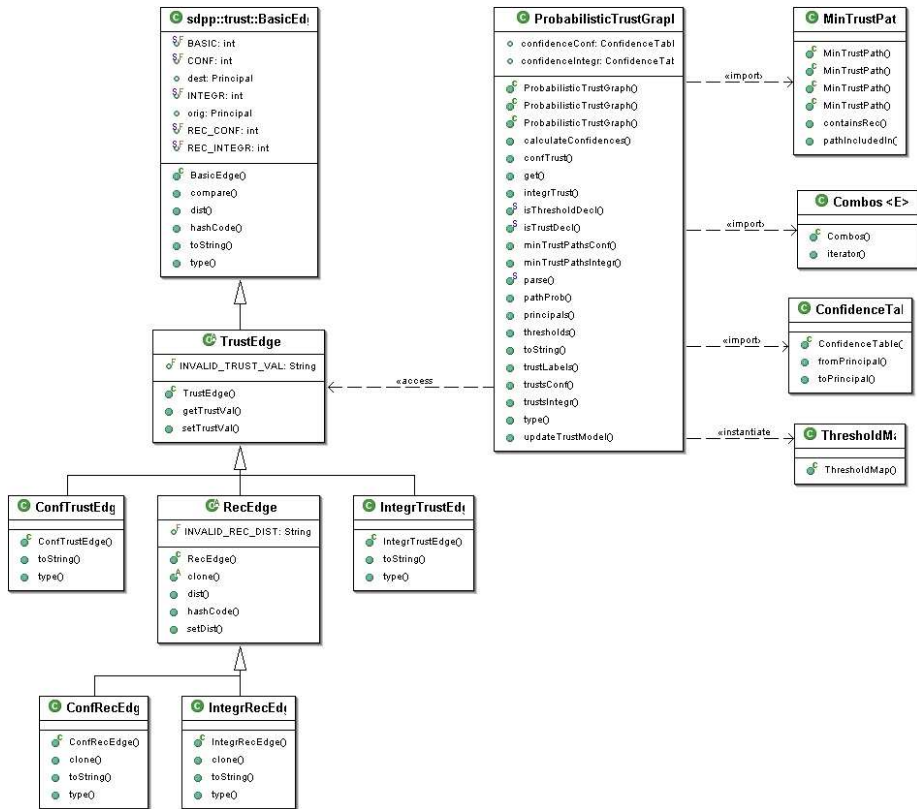 sdpp::trust::BasicEdg
BASIC: int
CONF: int
dest: Principal
INTEGR: int
orig: Principal
REC_CONF: int
REC_INTEGR: int
BasicEdge()
compare()
dist()
hashCode()
toString()
type()
ProbabilisticTrustGrapl
confidenceConf: ConfidenceTabl
confidenceIntegr: ConfidenceTat
ProbabilisticTrustGraph()
ProbabilisticTrustGraph()
ProbabilisticTrustGraph()
calculateConfidences()
confTrust()
get()
integrTrust()
isThresholdDecl()
isTrustDecl()
minTrustPathsConf()
minTrustPathsIntegr()
parse()
pathProb()
principals()
thresholds()
toString()
trustLabels()
trustsConf()
trustsIntegr()
type()
updateTrustModel()
«import»
MinTrustPat
MinTrustPath()
MinTrustPath()
MinTrustPath()
MinTrustPath()
containsRec()
pathIncludedIn(
«import»
Combos <E>
Combos()
iterator()
«import»
ConfidenceTal
ConfidenceTable(
fromPrincipal()
toPrincipal()
«instantiate
ThresholdMa
ThresholdMap()
«access
TrustEdge
INVALID_TRUST_VAL: String
TrustEdge()
getTrustVal()
setTrustVal()
ConfTrustEdg
ConfTrustEdge()
toString()
type()
RecEdge
INVALID_REC_DIST: String
RecEdge()
clone()
dist()
hashCode()
setDist()
IntegrTrustEd
IntegrTrustEdge()
toString()
type()
ConfRecEdg
ConfRecEdge()
clone()
toString()
type()
IntegrRecEdg
IntegrRecEdge()
clone()
toString()
type()